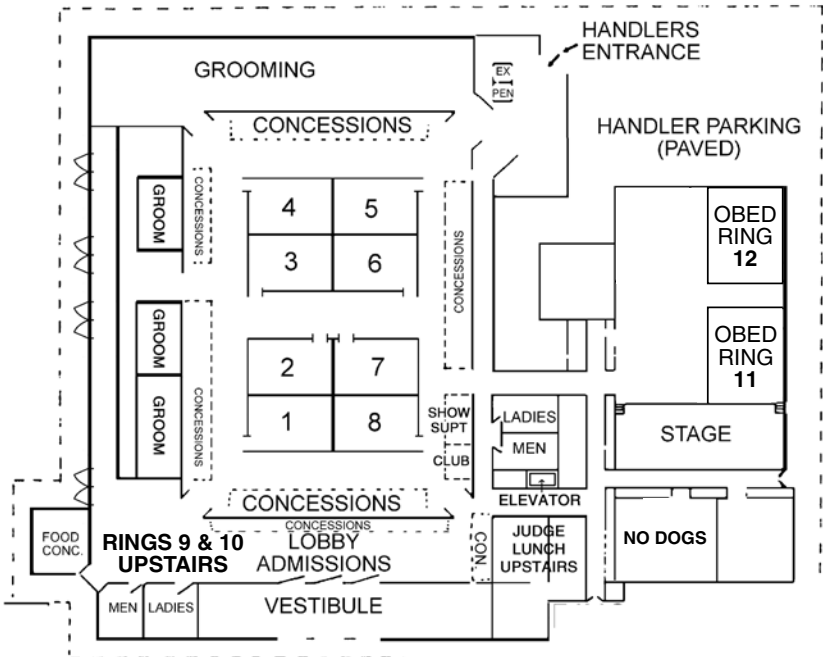 HANDLERS
ENTRANCE
GROOMING
EX
PEN
CONCESSIONS
HANDLER PARKING
(PAVED)
GROOM
CONCESSIONS
4
5
3
6
CONCESSIONS
OBED
RING
12
GROOM
GROOM
CONCESSIONS
2
7
1
8
OBED
RING
11
SHOW
SUPT
CLUB
LADIES
MEN
ELEVATOR
STAGE
CONCESSIONS
CONCESSIONS
FOOD
CONC.
RINGS 9 & 10
UPSTAIRS
LOBBY
ADMISSIONS
CON.
JUDGE
LUNCH
UPSTAIRS
NO DOGS
MEN
LADIES
VESTIBULE